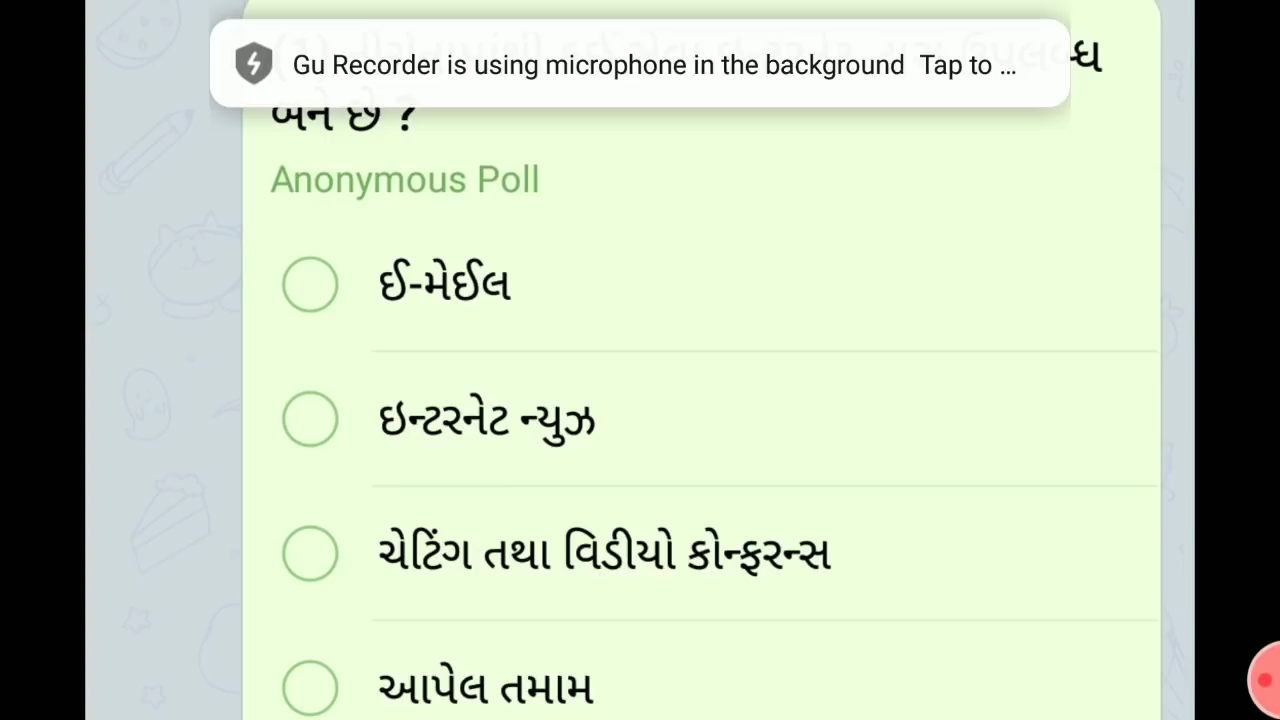 Gu Recorder is using microphone in the background Tap to ...
બને છે ?
Anonymous Poll
ઈ-મેઈલ
ઇન્ટરનેટ ન્યુઝ
ચેટિંગ તથા વિડીયો કોન્ફરન્સ
આપેલ તમામ